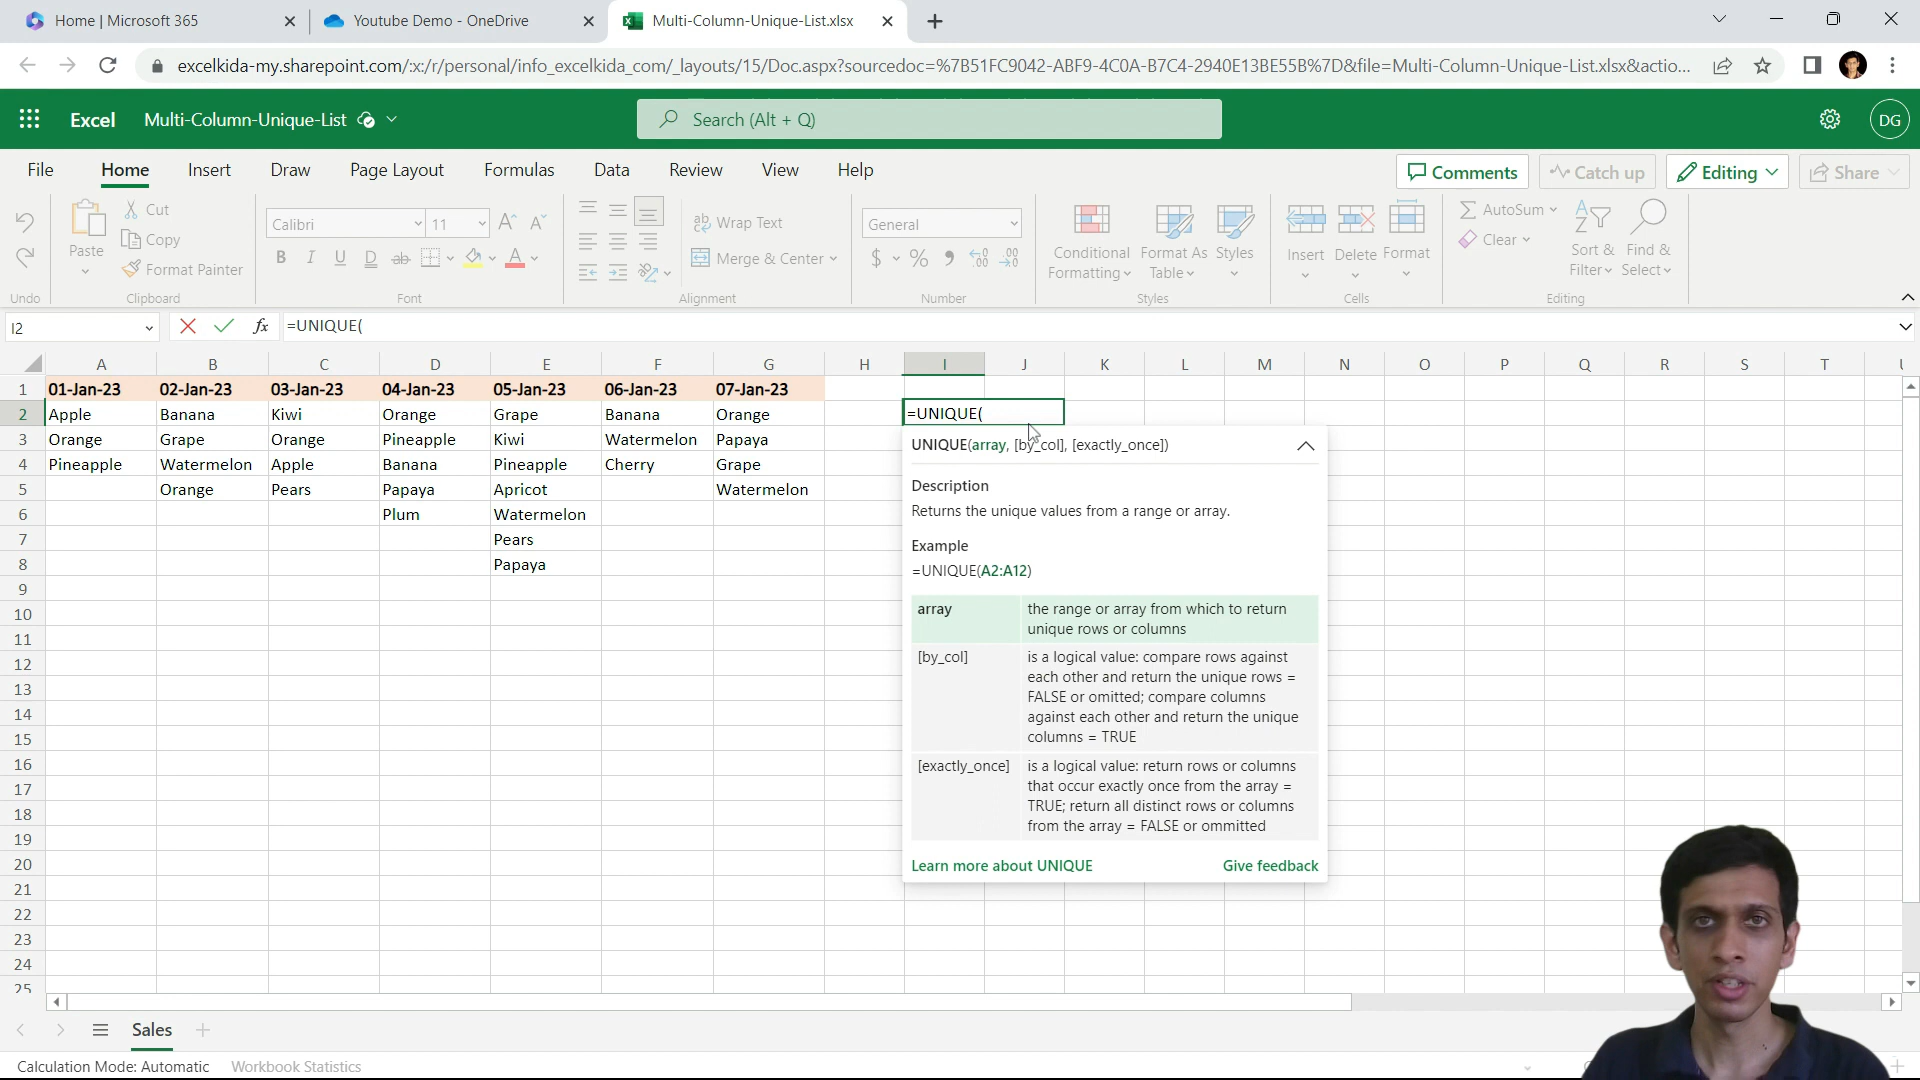 Home | Microsoft 365
Youtube Demo - OneDrive
Multi-Column-Unique-List.xlsx
excelkida-my.sharepoint.com/:x:/r/personal/info_excelkida_com/_layouts/15/Doc.aspx?sourcedoc=%7B51FC9042-ABF9-4C0A-B7C4-2940E13BE55B%7D&file=Multi-Column-Unique-List.xlsx&actio...
Excel Multi-Column-Unique-List
Search (Alt + Q)
DG
File Home Insert Draw Page Layout Formulas Data Review View Help
Comments Catch up Editing Share
Paste Cut Copy Format Painter
Calibri 11
Wrap Text
Merge & Center
General
Conditional Formatting
Format As Table
Styles
Insert Delete Format
AutoSum
Clear
Sort & Filter
Find & Select
Undo Clipboard Font Alignment Number Styles Cells Editing
I2 fx =UNIQUE(
A B C D E F G H I J K L M N O P Q R S T U
1 01-Jan-23 02-Jan-23 03-Jan-23 04-Jan-23 05-Jan-23 06-Jan-23 07-Jan-23
2 Apple Banana Kiwi Orange Grape Banana Orange =UNIQUE(
3 Orange Grape Orange Pineapple Kiwi Watermelon Papaya
4 Pineapple Watermelon Apple Banana Pineapple Cherry Grape
5 Orange Pears Papaya Apricot Watermelon
6 Plum Watermelon
7 Pears
8 Papaya
9
10
11
12
13
14
15
16
17
18
19
20
21
22
23
24
25
UNIQUE(array, [by_col], [exactly_once])
Description
Returns the unique values from a range or array.
Example
=UNIQUE(A2:A12)
array the range or array from which to return
unique rows or columns
[by_col] is a logical value: compare rows against
each other and return the unique rows =
FALSE or omitted; compare columns
against each other and return the unique
columns = TRUE
[exactly_once] is a logical value: return rows or columns
that occur exactly once from the array =
TRUE; return all distinct rows or columns
from the array = FALSE or ommitted
Learn more about UNIQUE Give feedback
Sales
Calculation Mode: Automatic Workbook Statistics